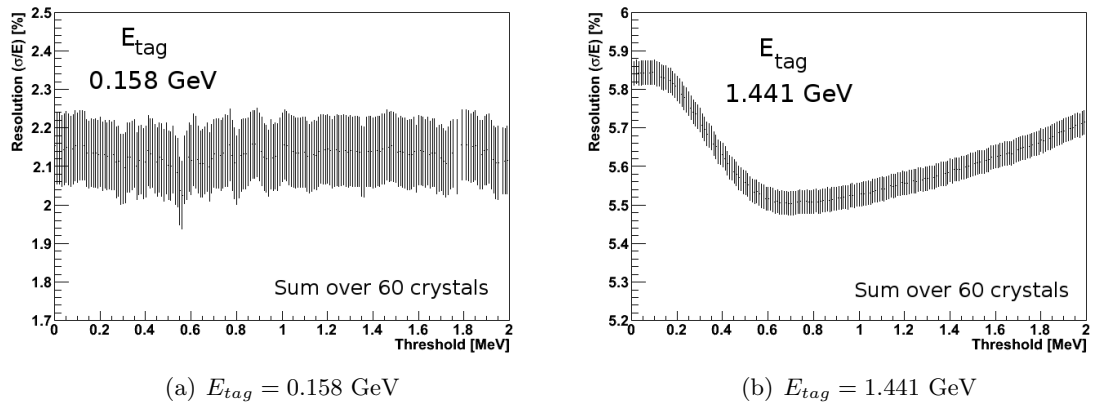 Resolution (σ/E) [%]
2.5
2.4
2.3
2.2
2.1
2
1.9
1.8
1.7
E_tag
0.158 GeV
Sum over 60 crystals
0 0.2 0.4 0.6 0.8 1 1.2 1.4 1.6 1.8 2
Threshold [MeV]
(a) E_tag = 0.158 GeV
Resolution (σ/E) [%]
6
5.9
5.8
5.7
5.6
5.5
5.4
5.3
5.2
E_tag
1.441 GeV
Sum over 60 crystals
0 0.2 0.4 0.6 0.8 1 1.2 1.4 1.6 1.8 2
Threshold [MeV]
(b) E_tag = 1.441 GeV